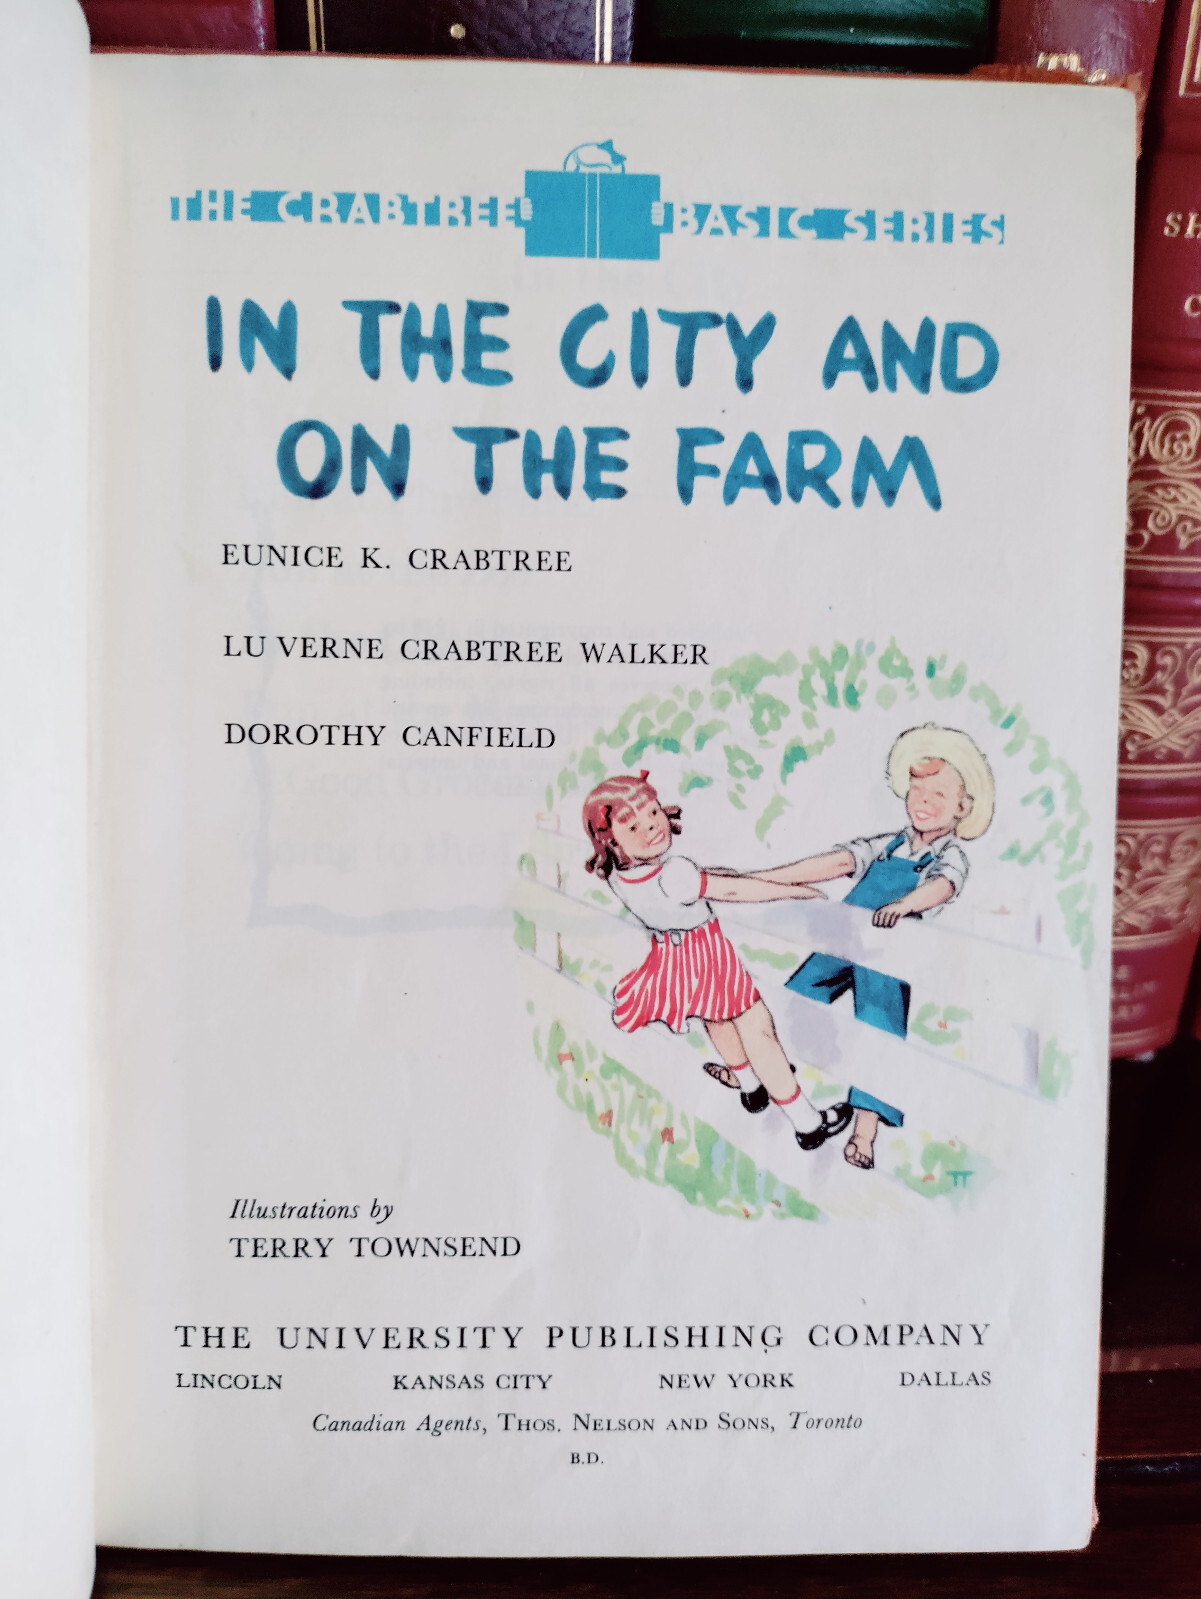 THE CRABTREE BASIC SERIES
IN THE CITY AND
ON THE FARM
EUNICE K. CRABTREE
LU VERNE CRABTREE WALKER
DOROTHY CANFIELD
TT
Illustrations by
TERRY TOWNSEND
THE UNIVERSITY PUBLISHING COMPANY
LINCOLN KANSAS CITY NEW YORK DALLAS
Canadian Agents, THOS. NELSON AND SONS, Toronto
B.D.
SH
C